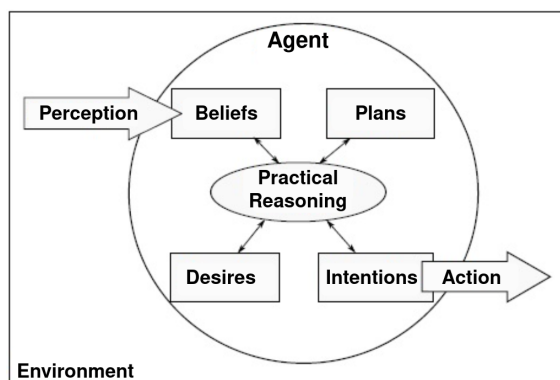 Agent
Perception
Beliefs
Plans
Practical
Reasoning
Desires
Intentions
Action
Environment